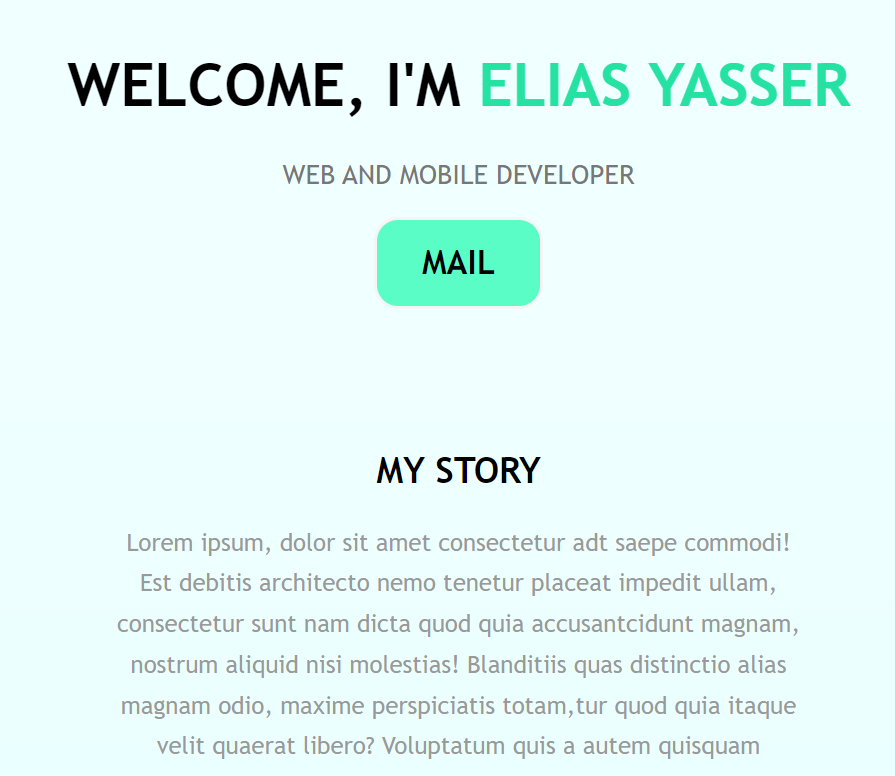 WELCOME, I'M ELIAS YASSER
WEB AND MOBILE DEVELOPER
MAIL
MY STORY
Lorem ipsum, dolor sit amet consectetur adt saepe commodi!
Est debitis architecto nemo tenetur placeat impedit ullam,
consectetur sunt nam dicta quod quia accusantcidunt magnam,
nostrum aliquid nisi molestias! Blanditiis quas distinctio alias
magnam odio, maxime perspiciatis totam,tur quod quia itaque
velit quaerat libero? Voluptatum quis a autem quisquam